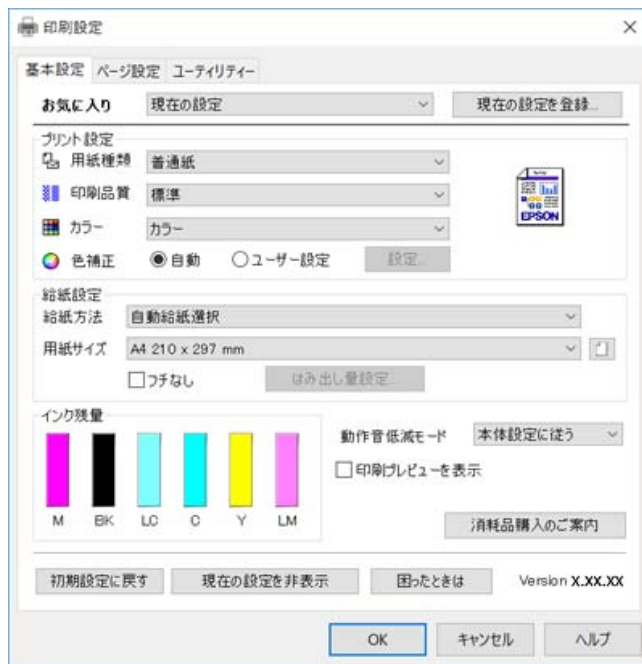 印刷設定
基本設定 ページ設定 ユーティリティー
お気に入り 現在の設定 現在の設定を登録...
プリント設定
用紙種類 普通紙
印刷品質 標準
カラー カラー
EPSON
色補正 自動 ユーザー設定 設定...
給紙設定
給紙方法 自動給紙選択
用紙サイズ A4 210 x 297 mm
フチなし はみ出し量設定...
インク残量
動作音低減モード 本体設定に従う
印刷プレビューを表示
M BK LC C Y LM
消耗品購入のご案内
初期設定に戻す 現在の設定を非表示 困ったときは Version X.XX.XX
OK キャンセル ヘルプ